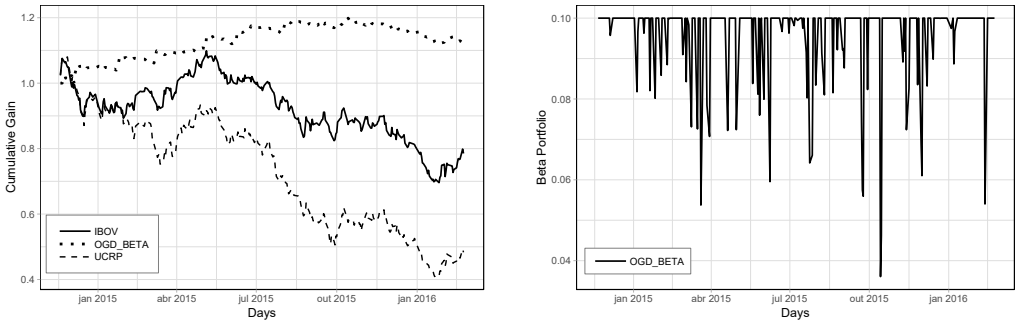 1.2
1.0
0.8
0.6
0.4
Cumulative Gain
IBOV
OGD_BETA
UCRP
jan 2015
abr 2015
jul 2015
out 2015
jan 2016
Days
0.10
0.08
0.06
0.04
Beta Portfolio
OGD_BETA
jan 2015
abr 2015
jul 2015
out 2015
jan 2016
Days